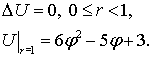 ΔU = 0, 0 ≤ r < 1,
U|_{r=1} = 6φ² − 5φ + 3.